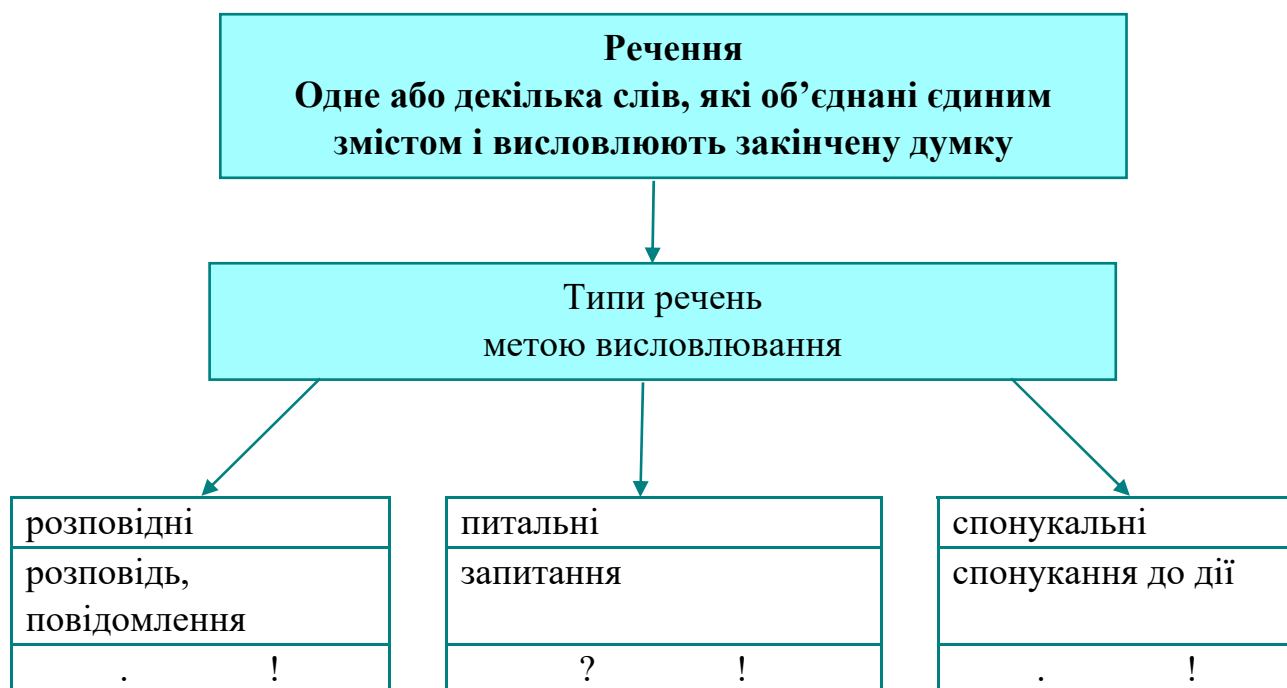 Речення
Одне або декілька слів, які об’єднані єдиним
змістом і висловлюють закінчену думку
Типи речень
метою висловлювання
розповідні
розповідь,
повідомлення
. !
питальні
запитання
? !
спонукальні
спонукання до дії
. !